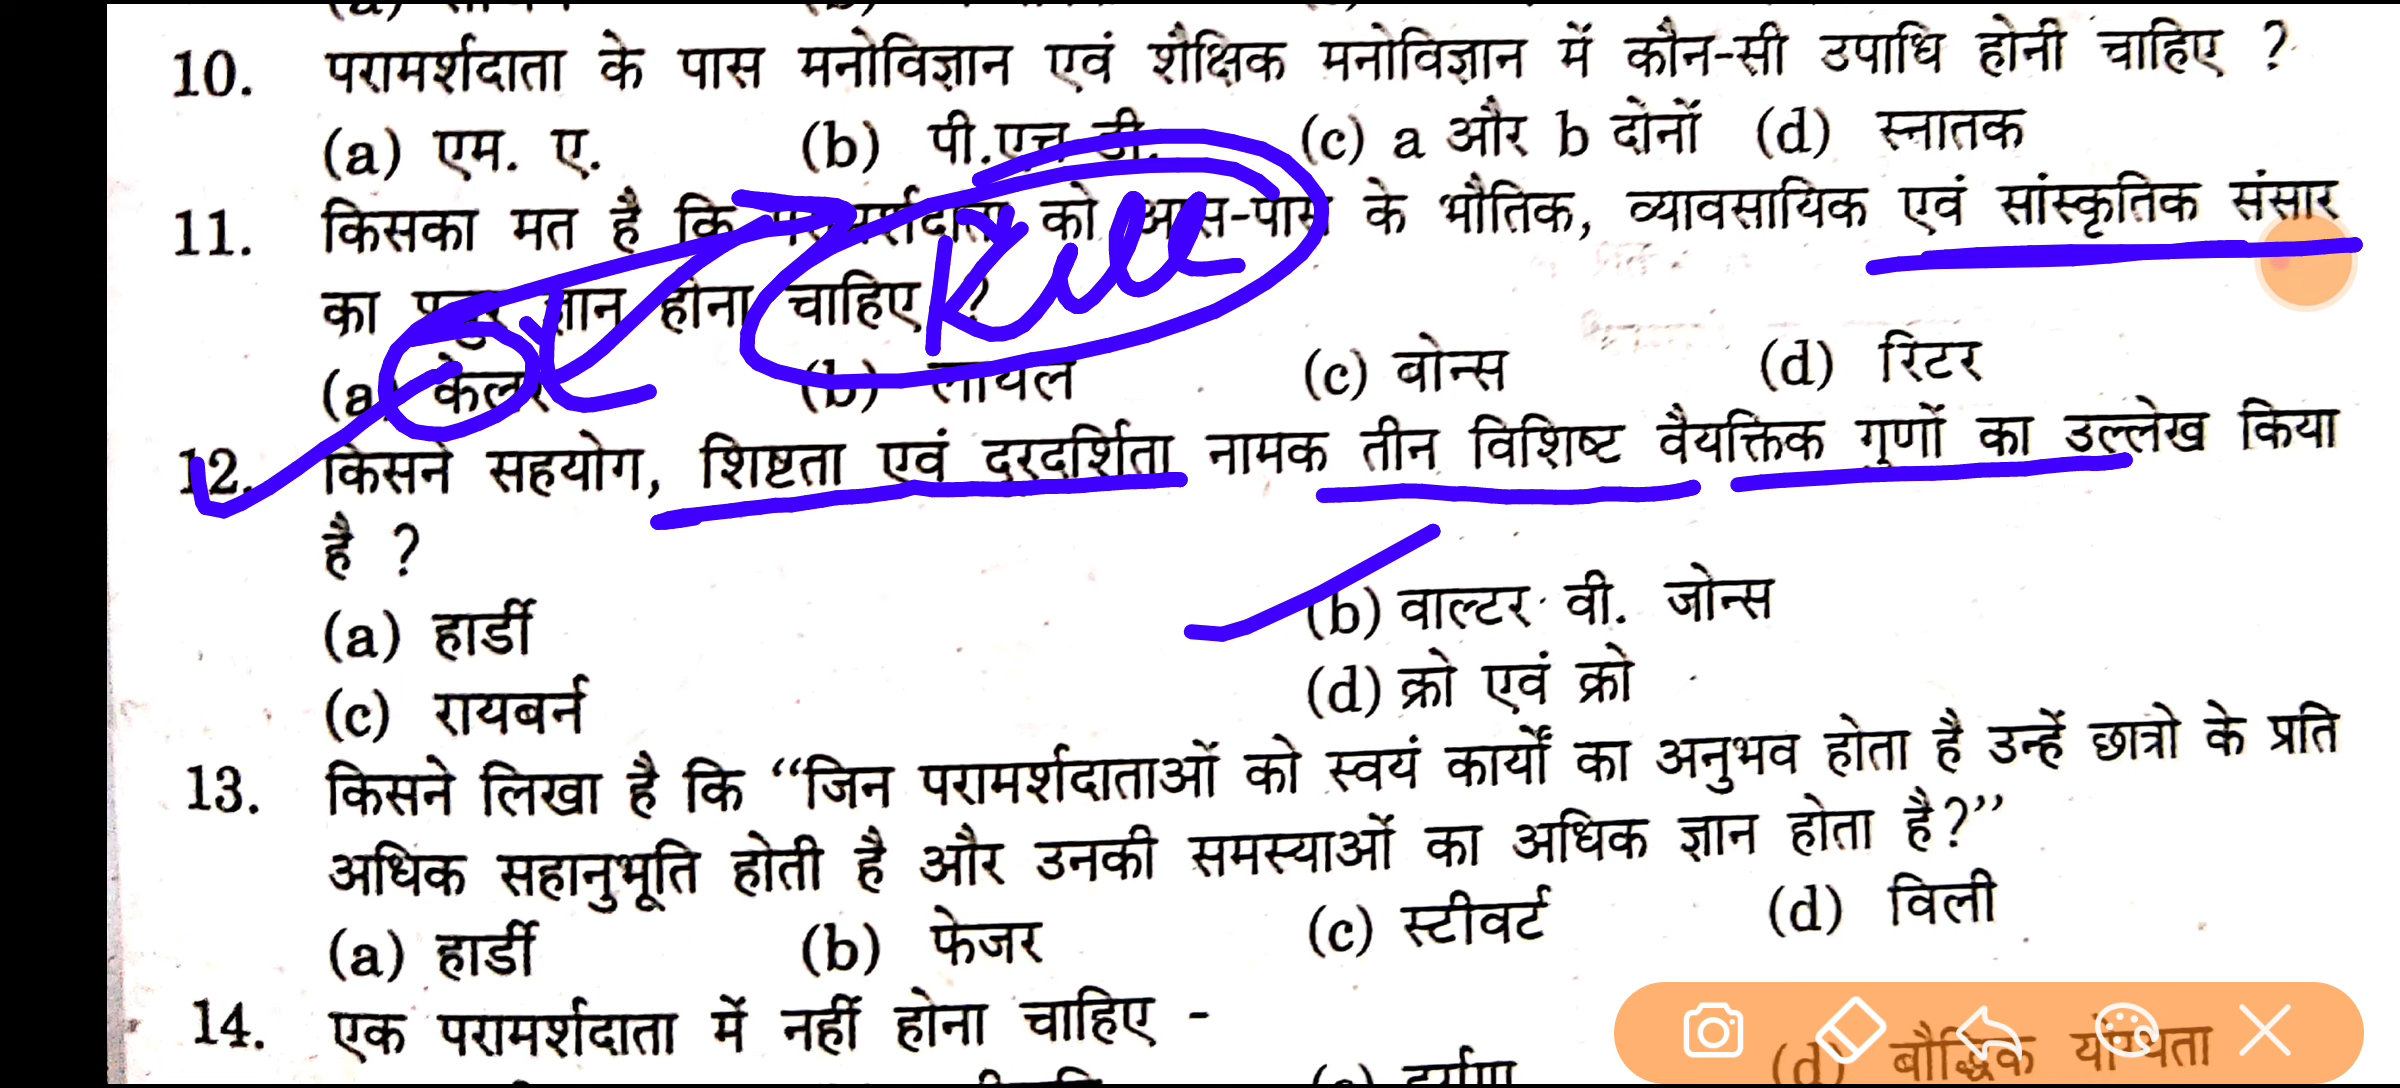 10. परामर्शदाता के पास मनोविज्ञान एवं शैक्षिक मनोविज्ञान में कौन-सी उपाधि होनी चाहिए ?
(a) एम. ए. (b) पी.एच.डी. (c) a और b दोनों (d) स्नातक
11. किसका मत है कि परामर्शदाता को आस-पास के भौतिक, व्यावसायिक एवं सांस्कृतिक संसार
का ज्ञान होना चाहिए ?
(a) केलर (b) लायल (c) वोन्स (d) रिटर
12. किसने सहयोग, शिष्टता एवं दूरदर्शिता नामक तीन विशिष्ट वैयक्तिक गुणों का उल्लेख किया
है ?
(a) हार्डी (b) वाल्टर वी. जोन्स
(c) रायबर्न (d) क्रो एवं क्रो
13. किसने लिखा है कि “जिन परामर्शदाताओं को स्वयं कार्यों का अनुभव होता है उन्हें छात्रो के प्रति
अधिक सहानुभूति होती है और उनकी समस्याओं का अधिक ज्ञान होता है?”
(a) हार्डी (b) फेजर (c) स्टीवर्ट (d) विली
14. एक परामर्शदाता में नहीं होना चाहिए -
(d) बौद्धिक योग्यता